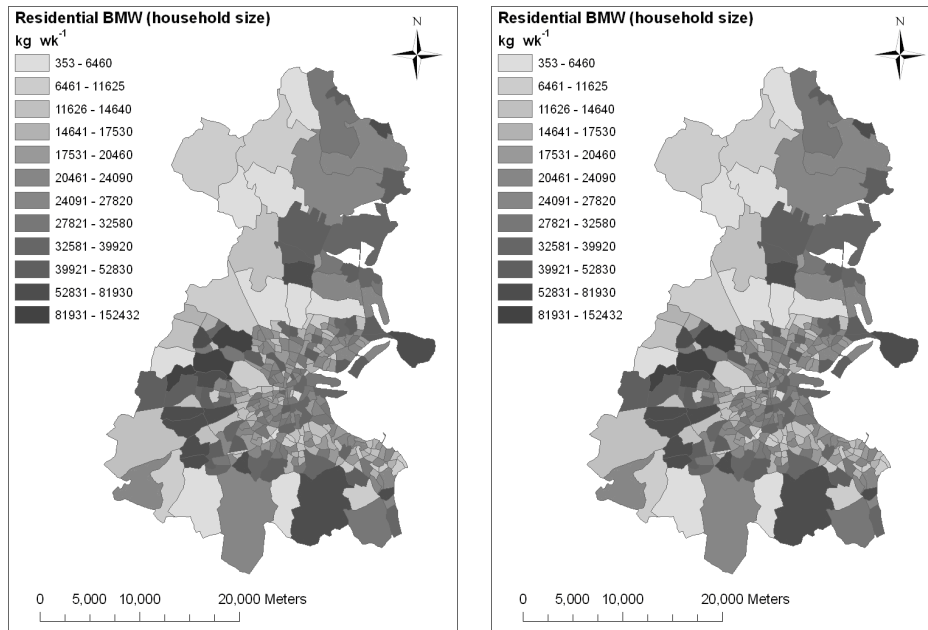 Residential BMW (household size)
kg wk-1
N
353 - 6460
6461 - 11625
11626 - 14640
14641 - 17530
17531 - 20460
20461 - 24090
24091 - 27820
27821 - 32580
32581 - 39920
39921 - 52830
52831 - 81930
81931 - 152432
0 5,000 10,000 20,000 Meters
Residential BMW (household size)
kg wk-1
N
353 - 6460
6461 - 11625
11626 - 14640
14641 - 17530
17531 - 20460
20461 - 24090
24091 - 27820
27821 - 32580
32581 - 39920
39921 - 52830
52831 - 81930
81931 - 152432
0 5,000 10,000 20,000 Meters